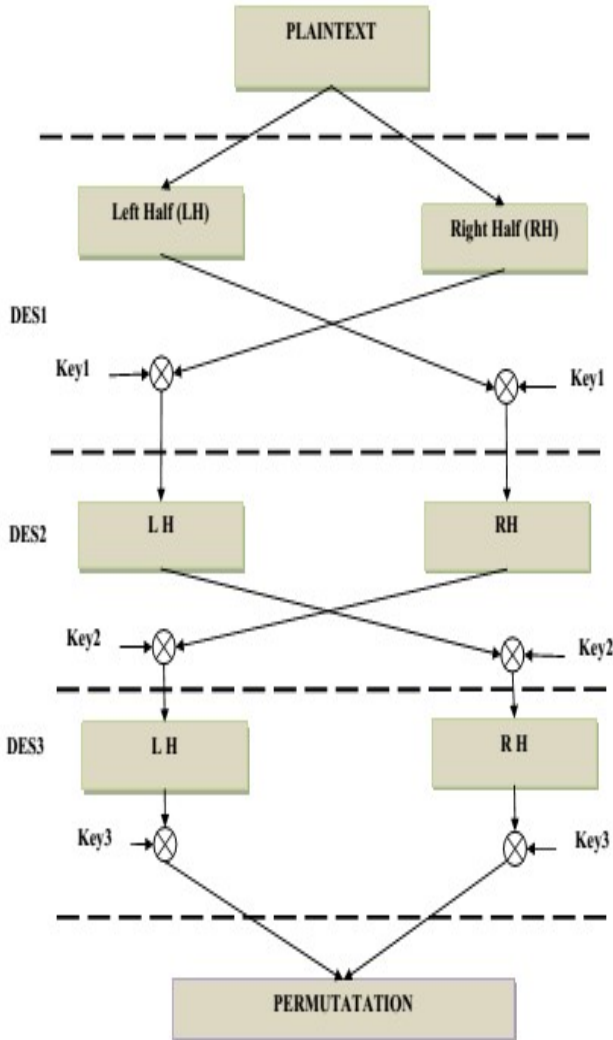 PLAINTEXT
Left Half (LH)
Right Half (RH)
DES1
Key1
Key1
DES2
L H
RH
Key2
Key2
DES3
L H
R H
Key3
Key3
PERMUTATATION